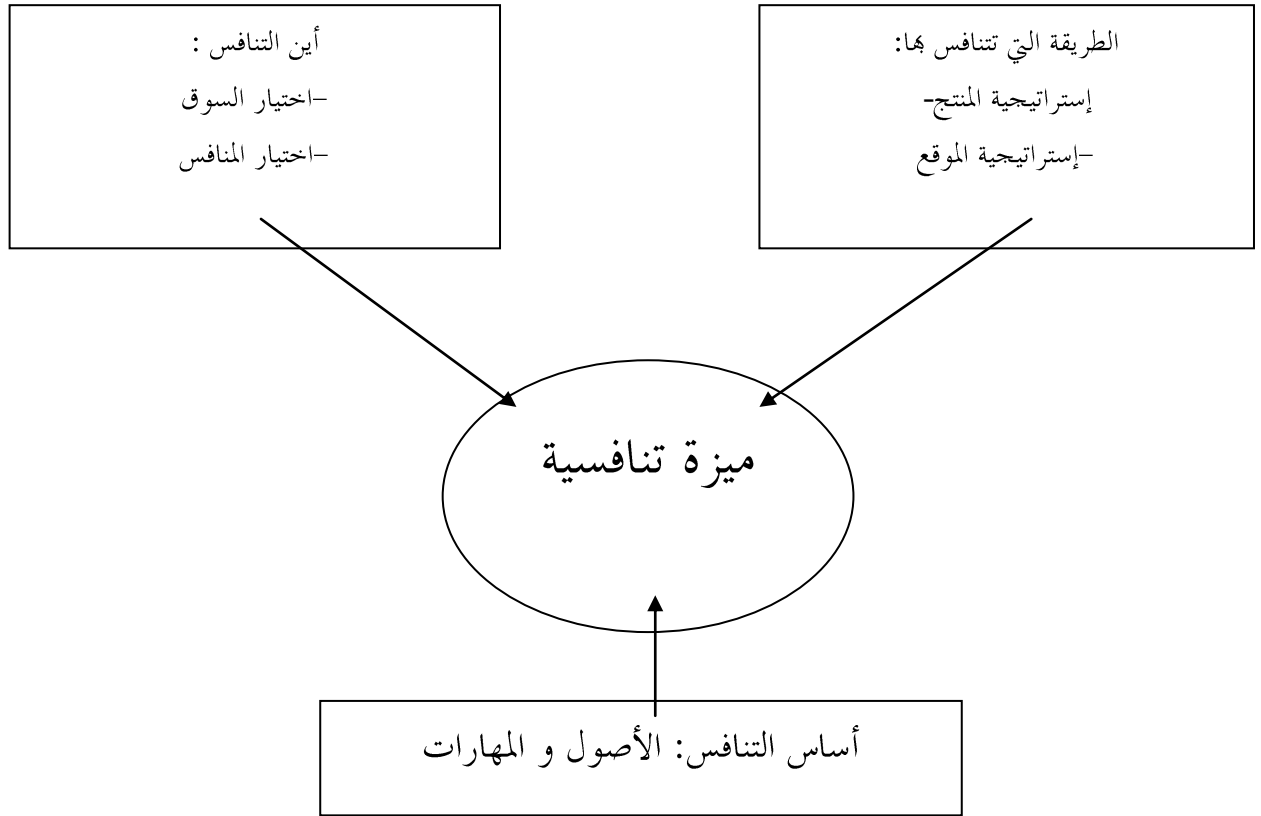 الطريقة التي تتنافس بها:
إستراتيجية المنتج-
–إستراتيجية الموقع
أين التنافس :
–اختيار السوق
–اختيار المنافس
ميزة تنافسية
أساس التنافس: الأصول و المهارات